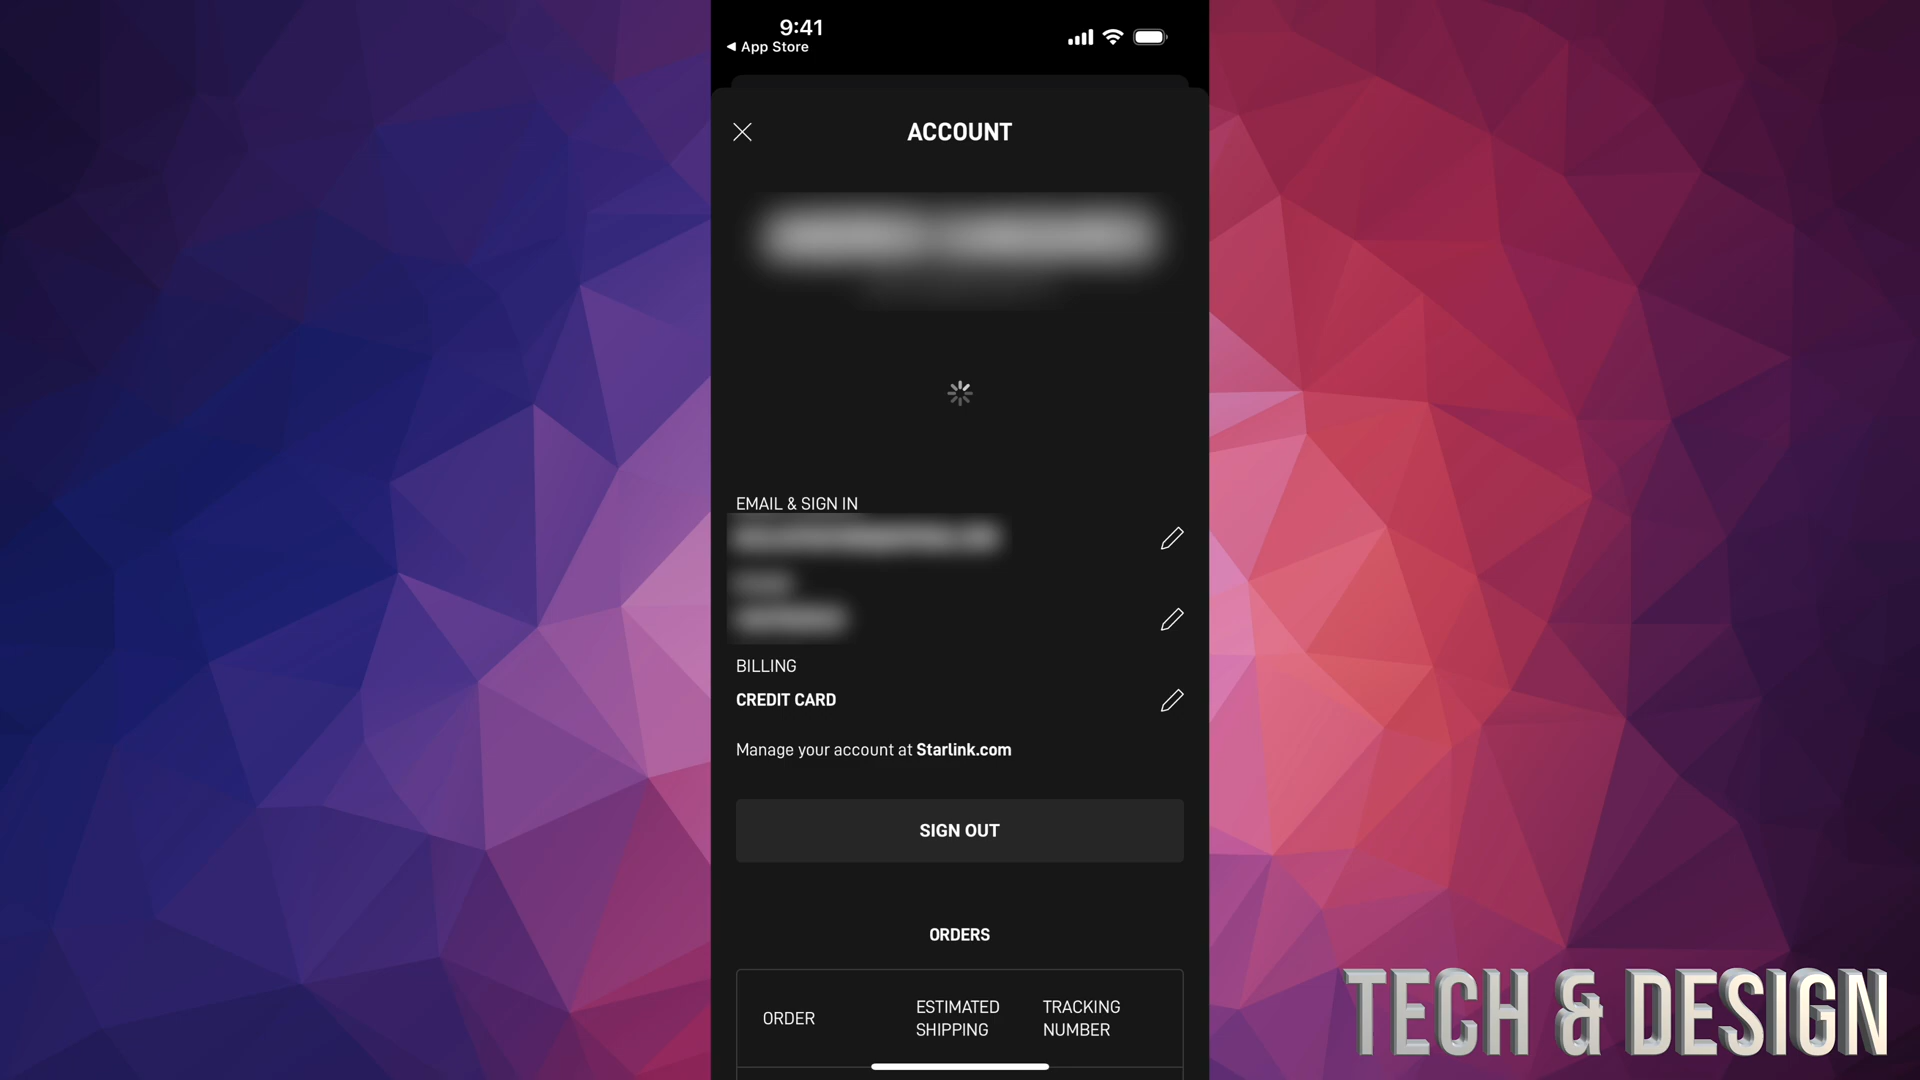 9:41
◀ App Store
ACCOUNT
EMAIL & SIGN IN
BILLING
CREDIT CARD
Manage your account at Starlink.com
SIGN OUT
ORDERS
ORDER
ESTIMATED SHIPPING
TRACKING NUMBER
TECH & DESIGN